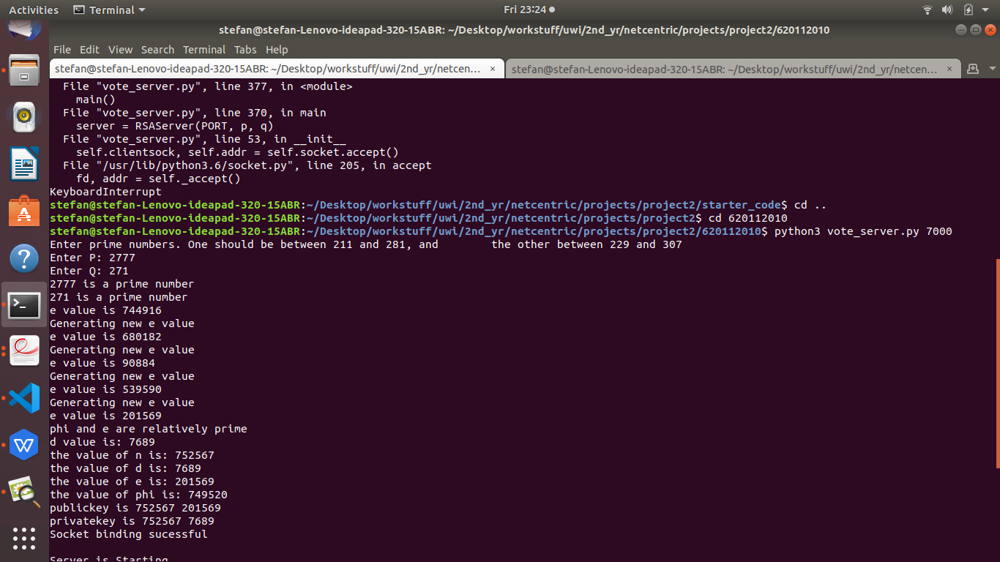 Activities Terminal Fri 23:24
stefan@stefan-Lenovo-ideapad-320-15ABR: ~/Desktop/workstuff/uwi/2nd_yr/netcentric/projects/project2/620112010
File Edit View Search Terminal Tabs Help
stefan@stefan-Lenovo-ideapad-320-15ABR: ~/Desktop/workstuff/uwi/2nd_yr/netcen... × stefan@stefan-Lenovo-ideapad-320-15ABR: ~/Desktop/workstuff/uwi/2nd_yr/netcen... ×
  File "vote_server.py", line 377, in <module>
    main()
  File "vote_server.py", line 370, in main
    server = RSAServer(PORT, p, q)
  File "vote_server.py", line 53, in __init__
    self.clientsock, self.addr = self.socket.accept()
  File "/usr/lib/python3.6/socket.py", line 205, in accept
    fd, addr = self._accept()
KeyboardInterrupt
stefan@stefan-Lenovo-ideapad-320-15ABR:~/Desktop/workstuff/uwi/2nd_yr/netcentric/projects/project2/starter_code$ cd ..
stefan@stefan-Lenovo-ideapad-320-15ABR:~/Desktop/workstuff/uwi/2nd_yr/netcentric/projects/project2$ cd 620112010
stefan@stefan-Lenovo-ideapad-320-15ABR:~/Desktop/workstuff/uwi/2nd_yr/netcentric/projects/project2/620112010$ python3 vote_server.py 7000
Enter prime numbers. One should be between 211 and 281, and        the other between 229 and 307
Enter P: 2777
Enter Q: 271
2777 is a prime number
271 is a prime number
e value is 744916
Generating new e value
e value is 680182
Generating new e value
e value is 90884
Generating new e value
e value is 539590
Generating new e value
e value is 201569
phi and e are relatively prime
d value is: 7689
the value of n is: 752567
the value of d is: 7689
the value of e is: 201569
the value of phi is: 749520
publickey is 752567 201569
privatekey is 752567 7689
Socket binding sucessful
Server is Starting